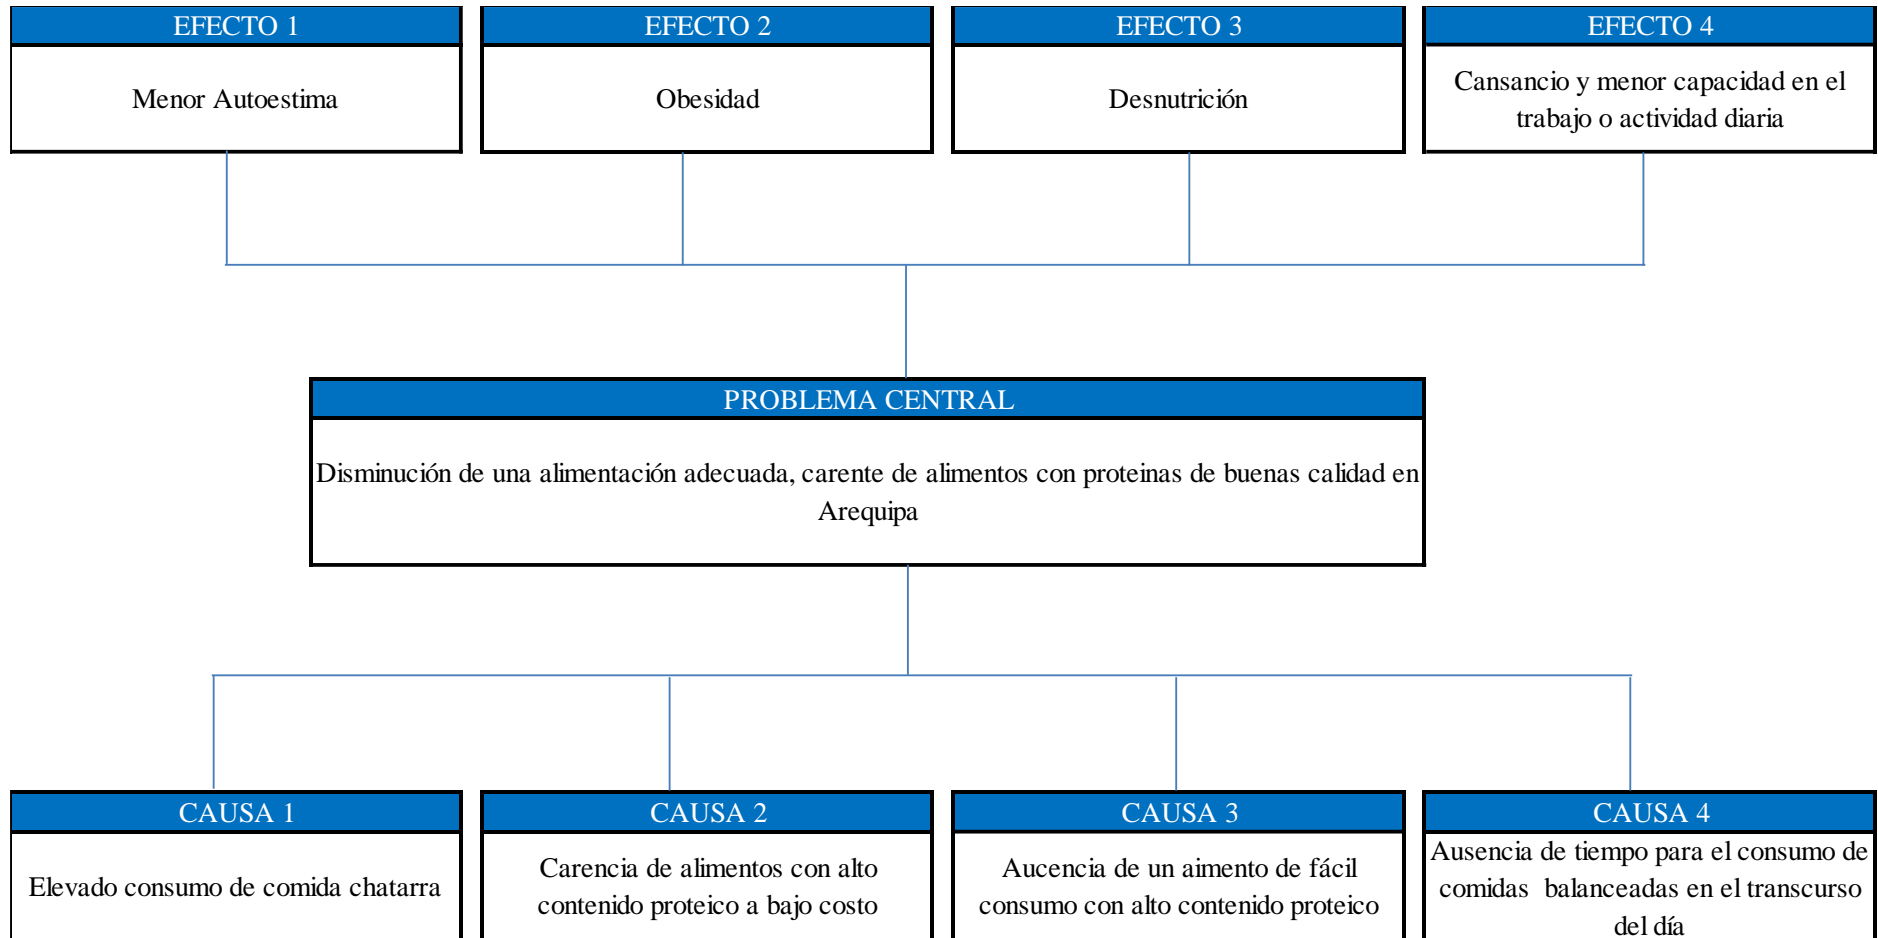 EFECTO 1
Menor Autoestima
EFECTO 2
Obesidad
EFECTO 3
Desnutrición
EFECTO 4
Cansancio y menor capacidad en el
trabajo o actividad diaria
PROBLEMA CENTRAL
Disminución de una alimentación adecuada, carente de alimentos con proteinas de buenas calidad en
Arequipa
CAUSA 1
Elevado consumo de comida chatarra
CAUSA 2
Carencia de alimentos con alto
contenido proteico a bajo costo
CAUSA 3
Aucencia de un aimento de fácil
consumo con alto contenido proteico
CAUSA 4
Ausencia de tiempo para el consumo de
comidas  balanceadas en el transcurso
del día